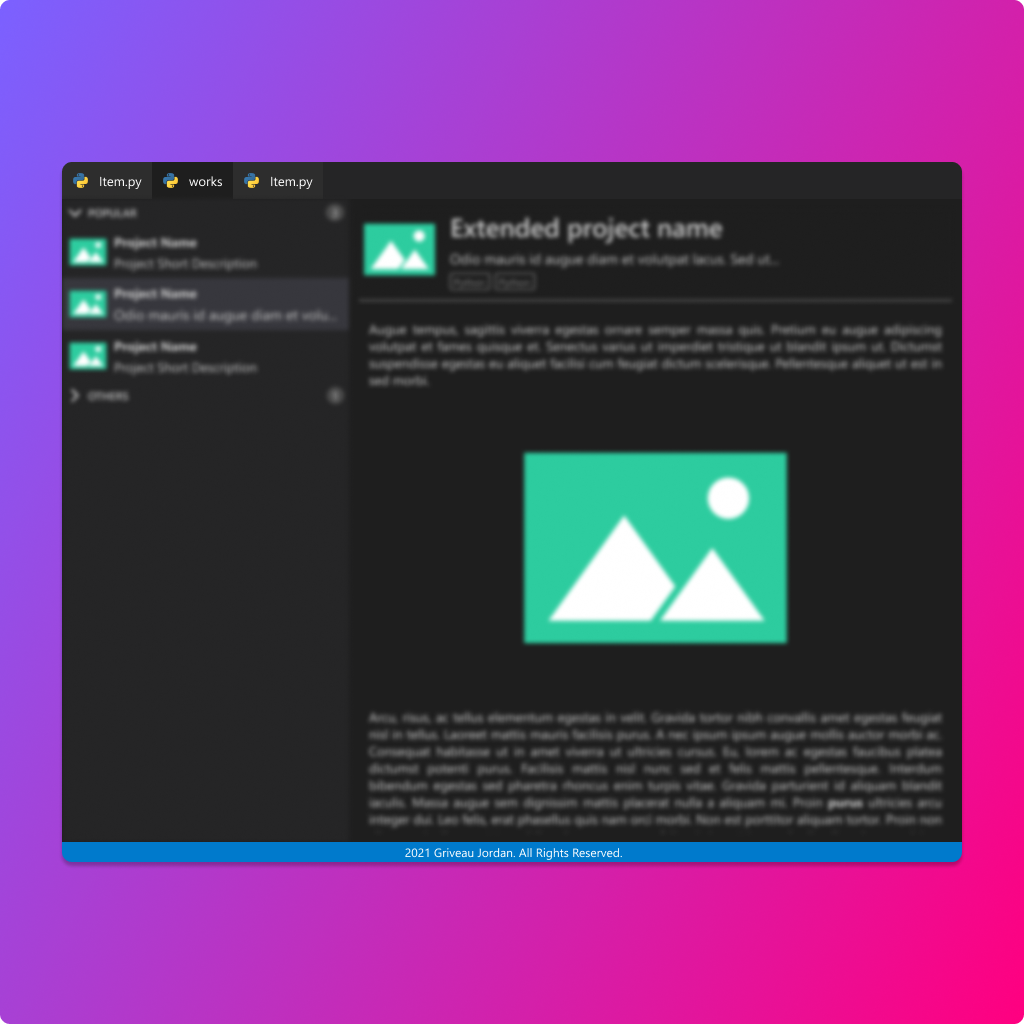 Item.py
works
Item.py
POPULAR
Project Name
Project Short Description
Project Name
Odio mauris id augue diam et volu...
Project Name
Project Short Description
OTHERS
Extended project name
Odio mauris id augue diam et volutpat lacus. Sed ut...
Python Python
Augue tempus, sagittis viverra egestas ornare semper massa quis. Pretium eu augue adipiscing
volutpat et fames quisque et. Senectus varius ut imperdiet tristique ut blandit ipsum ut. Dictumst
suspendisse egestas eu aliquet facilisi cum feugiat dictum scelerisque. Pellentesque aliquet ut est in
sed morbi.
Arcu, risus, ac tellus elementum egestas in velit. Gravida tortor nibh convallis amet egestas feugiat
nisl in tellus. Laoreet mattis mauris facilisis purus. A nec ipsum ipsum augue mollis auctor morbi ac.
Consequat habitasse ut in amet viverra ut ultricies cursus. Eu, lorem ac egestas faucibus platea
dictumst potenti purus. Facilisis mattis nisl nunc sed et felis mattis pellentesque. Interdum
bibendum egestas sed pharetra rhoncus enim turpis vitae. Gravida parturient id aliquam blandit
iaculis. Massa augue sem dignissim mattis placerat nulla a aliquam mi. Proin purus ultricies arcu
integer dui. Leo felis, erat phasellus quis nam orci morbi. Non est porttitor aliquam tortor. Proin non
2021 Griveau Jordan. All Rights Reserved.